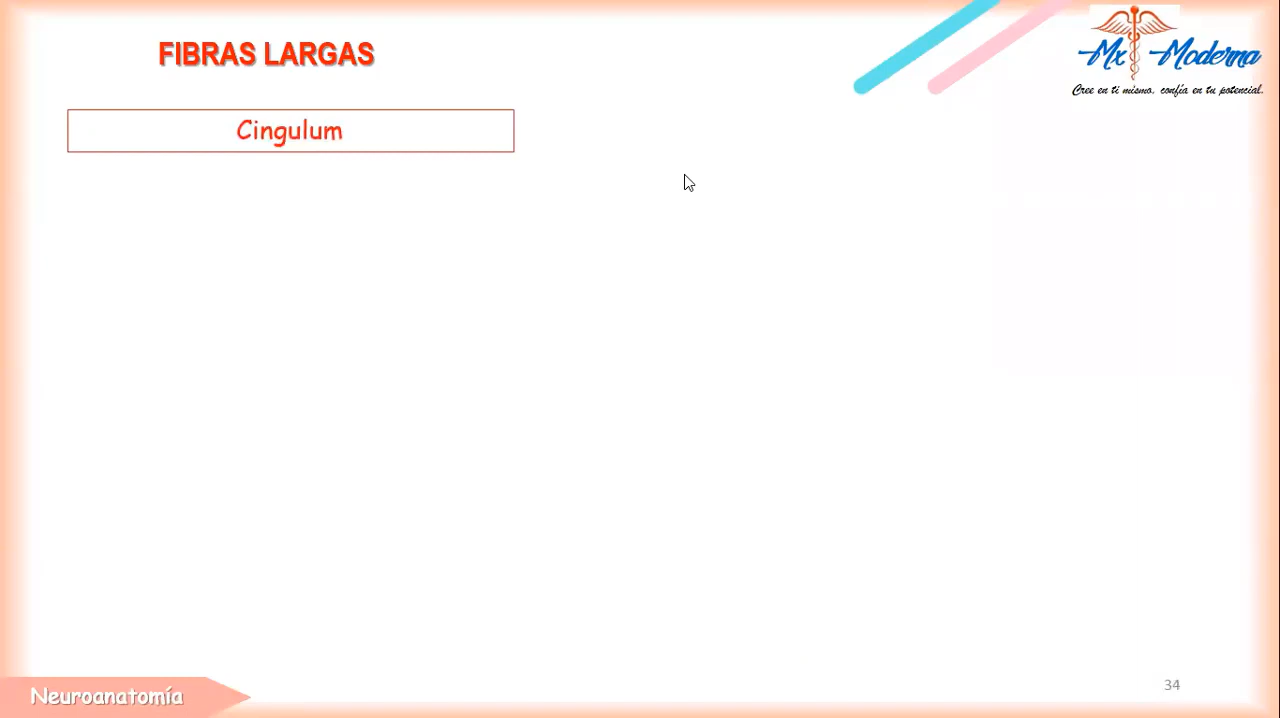 FIBRAS LARGAS
Mx Moderna
Cree en ti mismo, confía en tu potencial.
Cingulum
Neuroanatomía
34